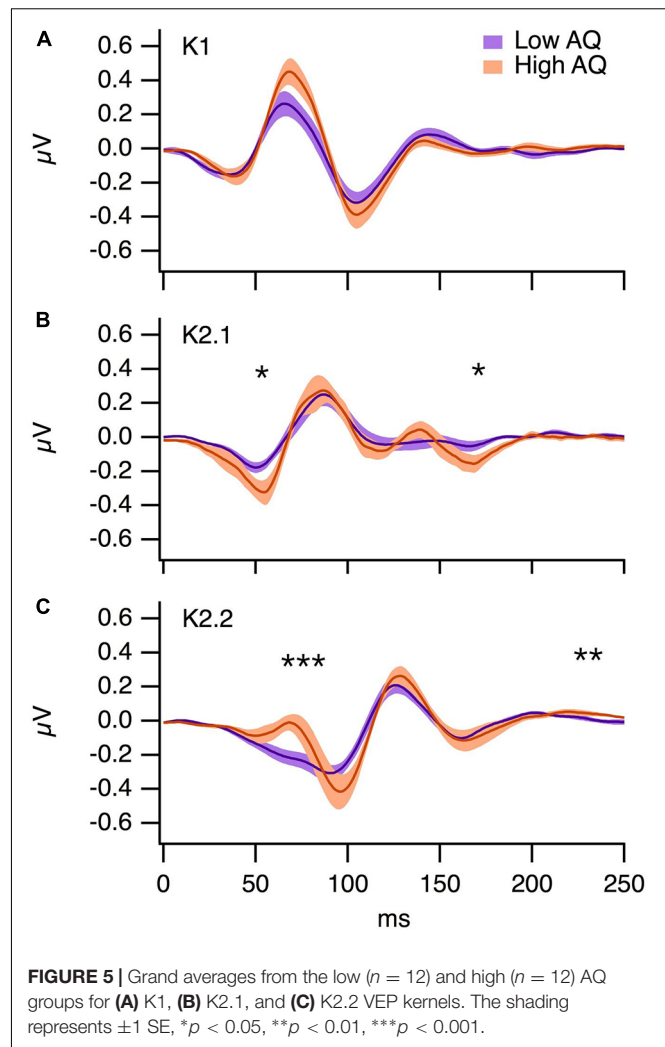 A
K1
Low AQ
High AQ
0.6
0.4
0.2
0.0
-0.2
-0.4
-0.6
µV
B
K2.1
*
*
0.6
0.4
0.2
0.0
-0.2
-0.4
-0.6
µV
C
K2.2
***
**
0.6
0.4
0.2
0.0
-0.2
-0.4
-0.6
µV
0 50 100 150 200 250
ms
FIGURE 5 | Grand averages from the low (n = 12) and high (n = 12) AQ
groups for (A) K1, (B) K2.1, and (C) K2.2 VEP kernels. The shading
represents ±1 SE, *p < 0.05, **p < 0.01, ***p < 0.001.